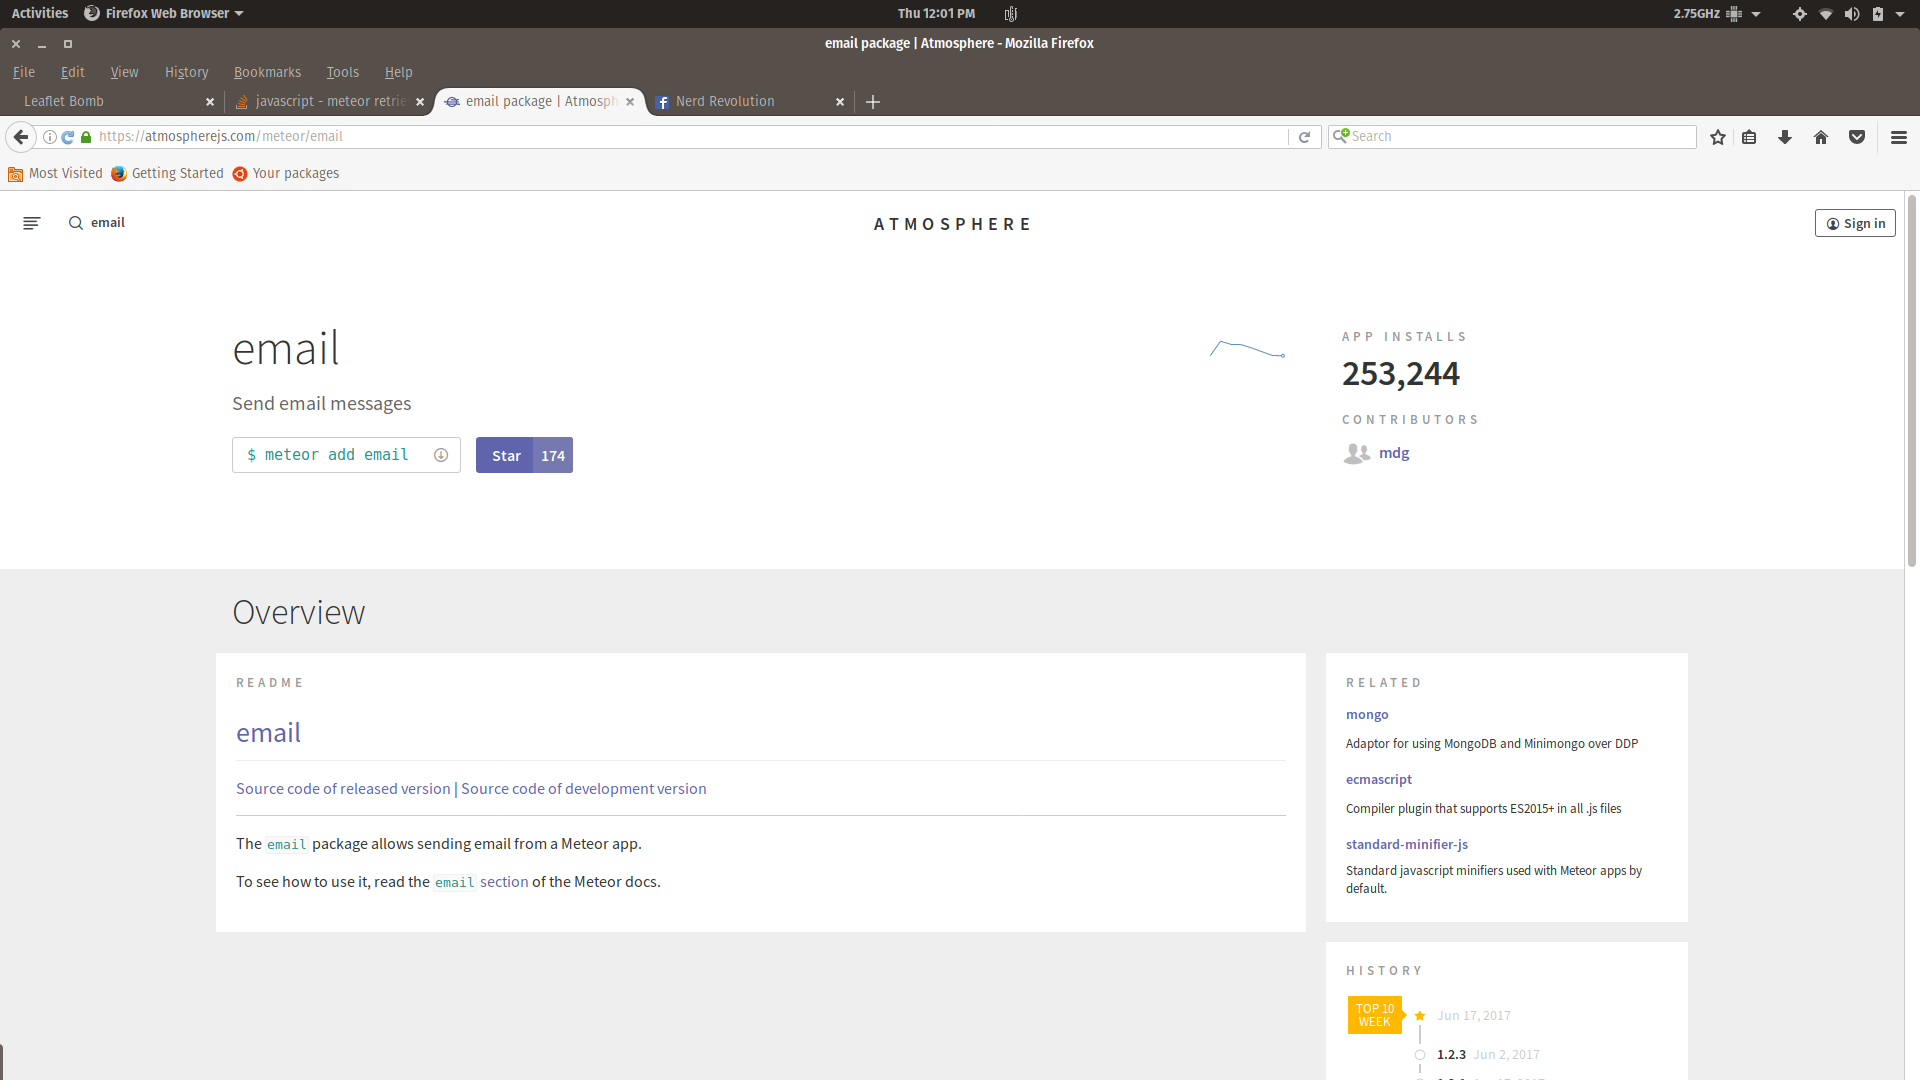 Activities Firefox Web Browser Thu 12:01 PM 2.75GHz
email package | Atmosphere - Mozilla Firefox
File Edit View History Bookmarks Tools Help
Leaflet Bomb javascript - meteor retrie email package | Atmosph Nerd Revolution
https://atmospherejs.com/meteor/email Search
Most Visited Getting Started Your packages
email ATMOSPHERE Sign in
email
Send email messages
$ meteor add email Star 174
APP INSTALLS
253,244
CONTRIBUTORS
mdg
Overview
README
email
Source code of released version | Source code of development version
The email package allows sending email from a Meteor app.
To see how to use it, read the email section of the Meteor docs.
RELATED
mongo
Adaptor for using MongoDB and Minimongo over DDP
ecmascript
Compiler plugin that supports ES2015+ in all .js files
standard-minifier-js
Standard javascript minifiers used with Meteor apps by
default.
HISTORY
TOP 10
WEEK
Jun 17, 2017
1.2.3 Jun 2, 2017